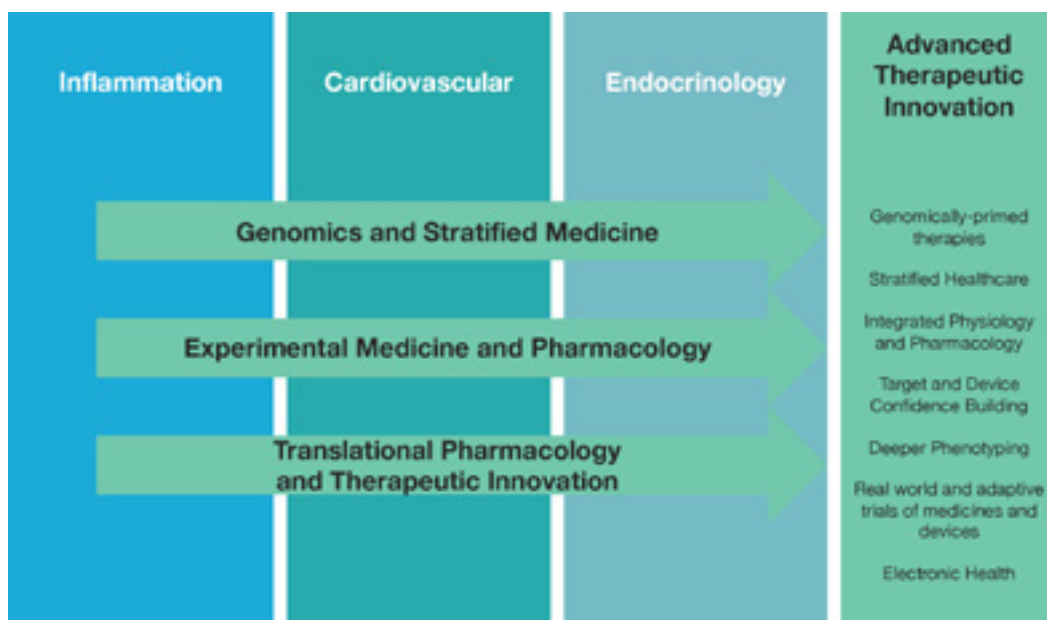 Inflammation
Cardiovascular
Endocrinology
Advanced
Therapeutic
Innovation
Genomics and Stratified Medicine
Experimental Medicine and Pharmacology
Translational Pharmacology
and Therapeutic Innovation
Genomically-primed
therapies
Stratified Healthcare
Integrated Physiology
and Pharmacology
Target and Device
Confidence Building
Deeper Phenotyping
Real world and adaptive
trials of medicines and
devices
Electronic Health